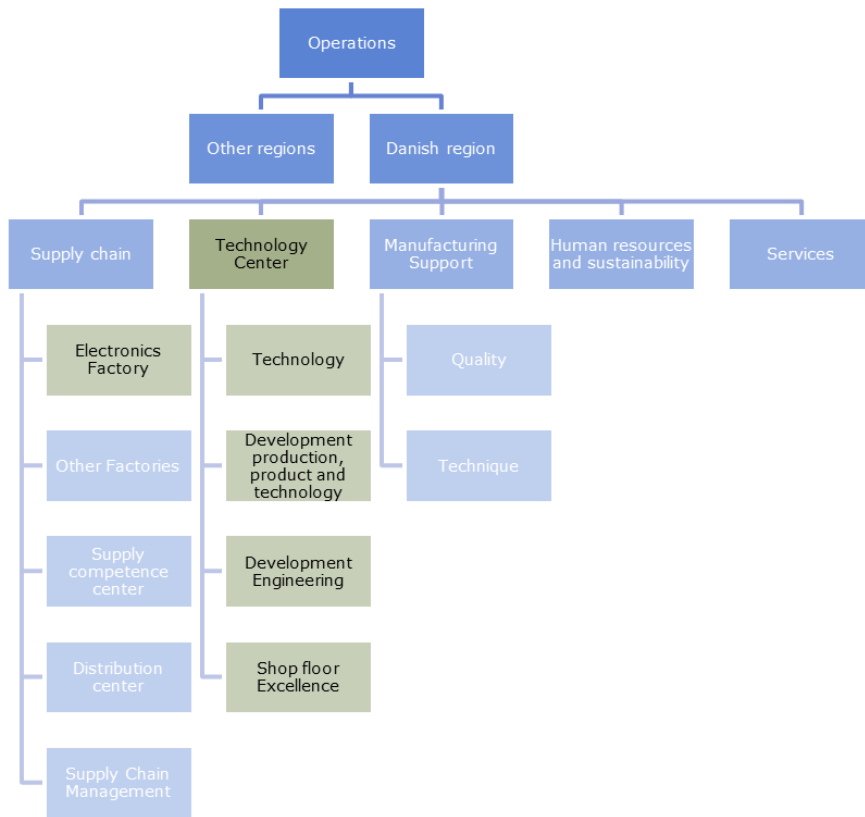 Operations
Other regions
Danish region
Supply chain
Technology
Center
Manufacturing
Support
Human resources
and sustainability
Services
Electronics
Factory
Technology
Quality
Other Factories
Development
production,
product and
technology
Technique
Supply
competence
center
Development
Engineering
Distribution
center
Shop floor
Excellence
Supply Chain
Management